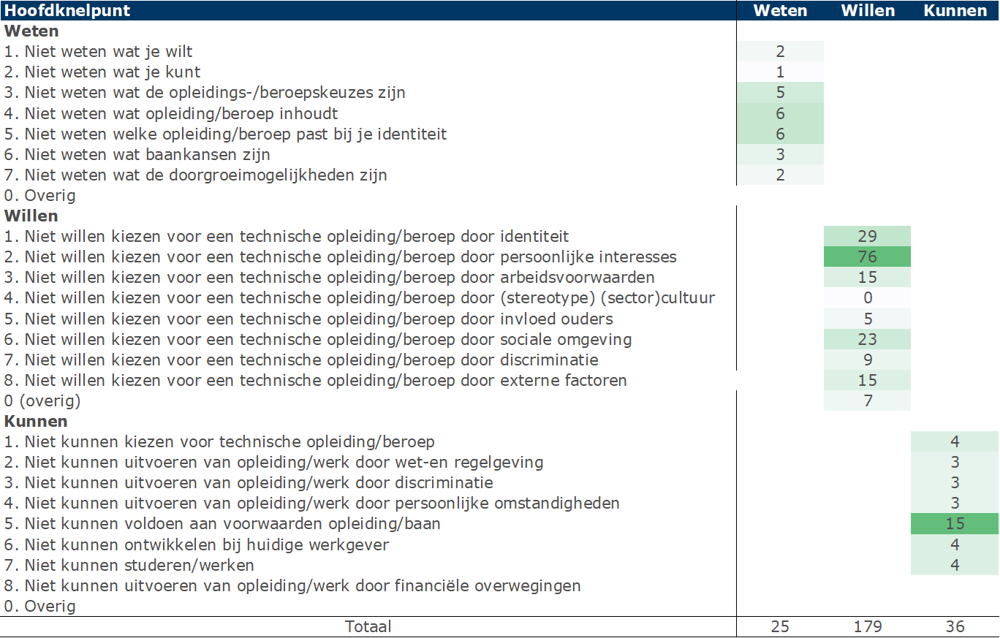 Hoofdknelpunt Weten Willen Kunnen
Weten
1. Niet weten wat je wilt 2
2. Niet weten wat je kunt 1
3. Niet weten wat de opleidings-/beroepskeuzes zijn 5
4. Niet weten wat opleiding/beroep inhoudt 6
5. Niet weten welke opleiding/beroep past bij je identiteit 6
6. Niet weten wat baankansen zijn 3
7. Niet weten wat de doorgroeimogelijkheden zijn 2
0. Overig
Willen
1. Niet willen kiezen voor een technische opleiding/beroep door identiteit 29
2. Niet willen kiezen voor een technische opleiding/beroep door persoonlijke interesses 76
3. Niet willen kiezen voor een technische opleiding/beroep door arbeidsvoorwaarden 15
4. Niet willen kiezen voor een technische opleiding/beroep door (stereotype) (sector)cultuur 0
5. Niet willen kiezen voor een technische opleiding/beroep door invloed ouders 5
6. Niet willen kiezen voor een technische opleiding/beroep door sociale omgeving 23
7. Niet willen kiezen voor een technische opleiding/beroep door discriminatie 9
8. Niet willen kiezen voor een technische opleiding/beroep door externe factoren 15
0 (overig) 7
Kunnen
1. Niet kunnen kiezen voor technische opleiding/beroep 4
2. Niet kunnen uitvoeren van opleiding/werk door wet-en regelgeving 3
3. Niet kunnen uitvoeren van opleiding/werk door discriminatie 3
4. Niet kunnen uitvoeren van opleiding/werk door persoonlijke omstandigheden 3
5. Niet kunnen voldoen aan voorwaarden opleiding/baan 15
6. Niet kunnen ontwikkelen bij huidige werkgever 4
7. Niet kunnen studeren/werken 4
8. Niet kunnen uitvoeren van opleiding/werk door financiële overwegingen
0. Overig
Totaal 25 179 36